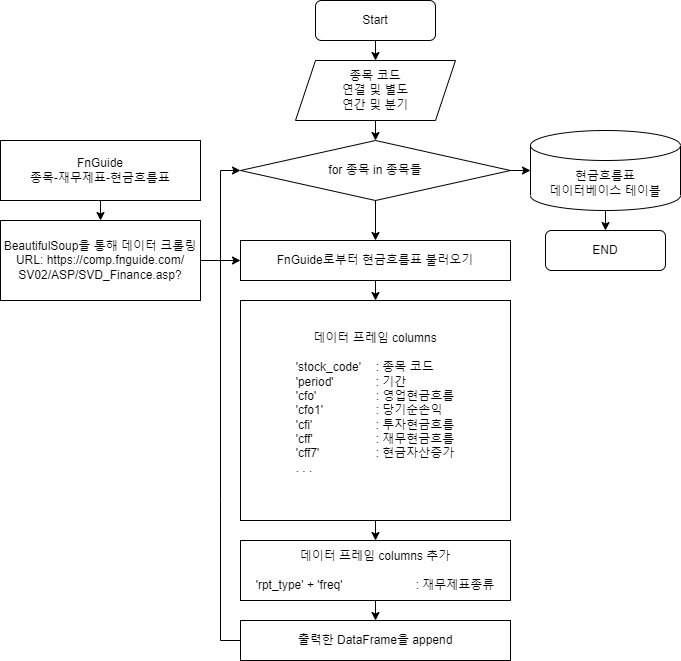 Start
종목 코드
연결 및 별도
연간 및 분기
for 종목 in 종목들
현금흐름표
데이터베이스 테이블
END
FnGuide
종목-재무제표-현금흐름표
BeautifulSoup을 통해 데이터 크롤링
URL: https://comp.fnguide.com/
SV02/ASP/SVD_Finance.asp?
FnGuide로부터 현금흐름표 불러오기
데이터 프레임 columns
'stock_code' : 종목 코드
'period' : 기간
'cfo' : 영업현금흐름
'cfo1' : 당기순손익
'cfi' : 투자현금흐름
'cff' : 재무현금흐름
'cff7' : 현금자산증가
. . .
데이터 프레임 columns 추가
'rpt_type' + 'freq' : 재무제표종류
출력한 DataFrame을 append